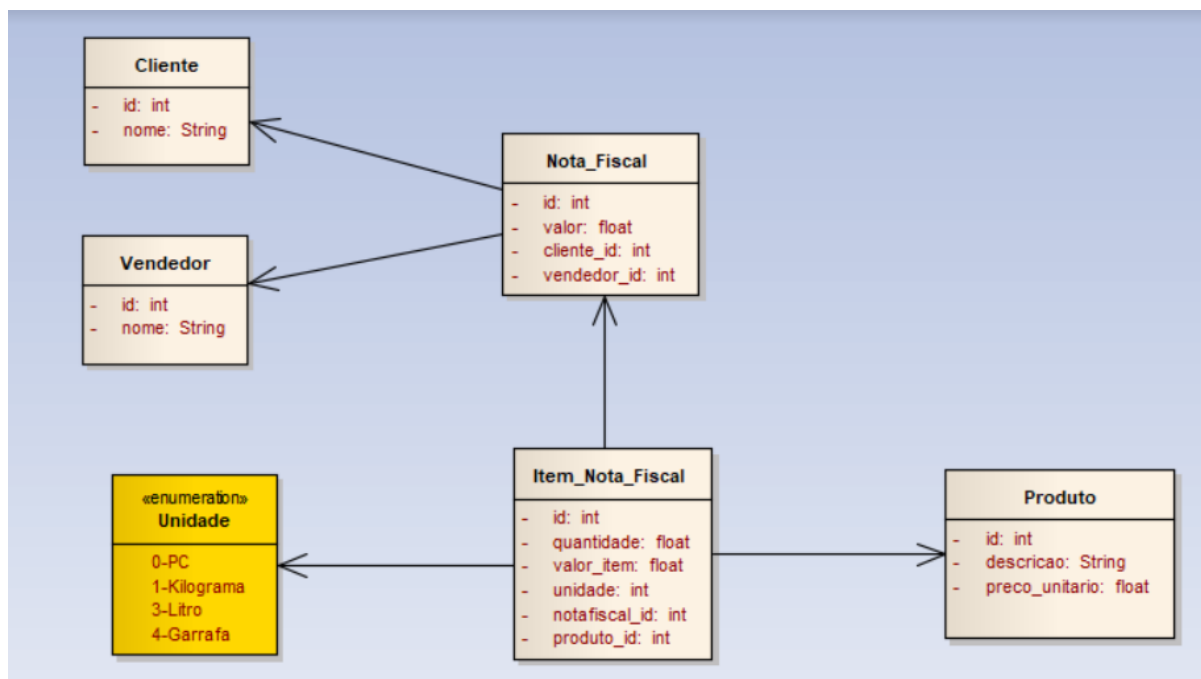 Cliente
- id: int
- nome: String
Nota_Fiscal
- id: int
- valor: float
- cliente_id: int
- vendedor_id: int
Vendedor
- id: int
- nome: String
«enumeration»
Unidade
0-PC
1-Kilograma
3-Litro
4-Garrafa
Item_Nota_Fiscal
- id: int
- quantidade: float
- valor_item: float
- unidade: int
- notafiscal_id: int
- produto_id: int
Produto
- id: int
- descricao: String
- preco_unitario: float